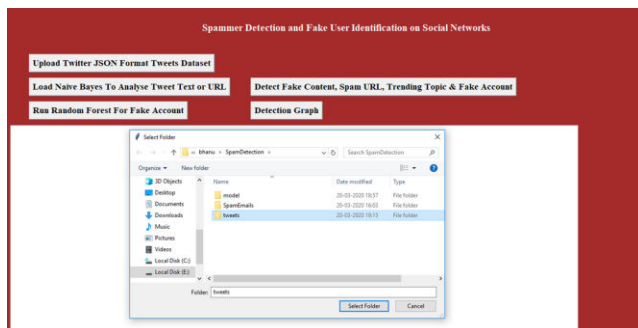 Spammer Detection and Fake User Identification on Social Networks
Upload Twitter JSON Format Tweets Dataset
Load Naive Bayes To Analyse Tweet Text or URL
Detect Fake Content, Spam URL, Trending Topic & Fake Account
Run Random Forest For Fake Account
Detection Graph
Select Folder
« bhanu › SpamDetection ›
Search SpamDetection
Organize
New folder
3D Objects
Desktop
Documents
Downloads
Music
Pictures
Videos
Local Disk (C:)
Local Disk (E:)
Name
Date modified
Type
model
20-03-2020 18:57
File folder
SpamEmails
20-03-2020 16:03
File folder
tweets
20-03-2020 18:15
File folder
Folder:
tweets
Select Folder
Cancel